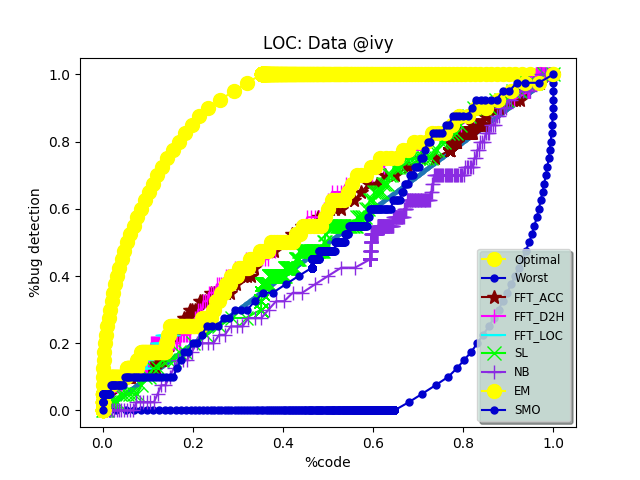 LOC: Data @ivy
%bug detection
1.0
0.8
0.6
0.4
0.2
0.0
0.0 0.2 0.4 0.6 0.8 1.0
%code
Optimal
Worst
FFT_ACC
FFT_D2H
FFT_LOC
SL
NB
EM
SMO